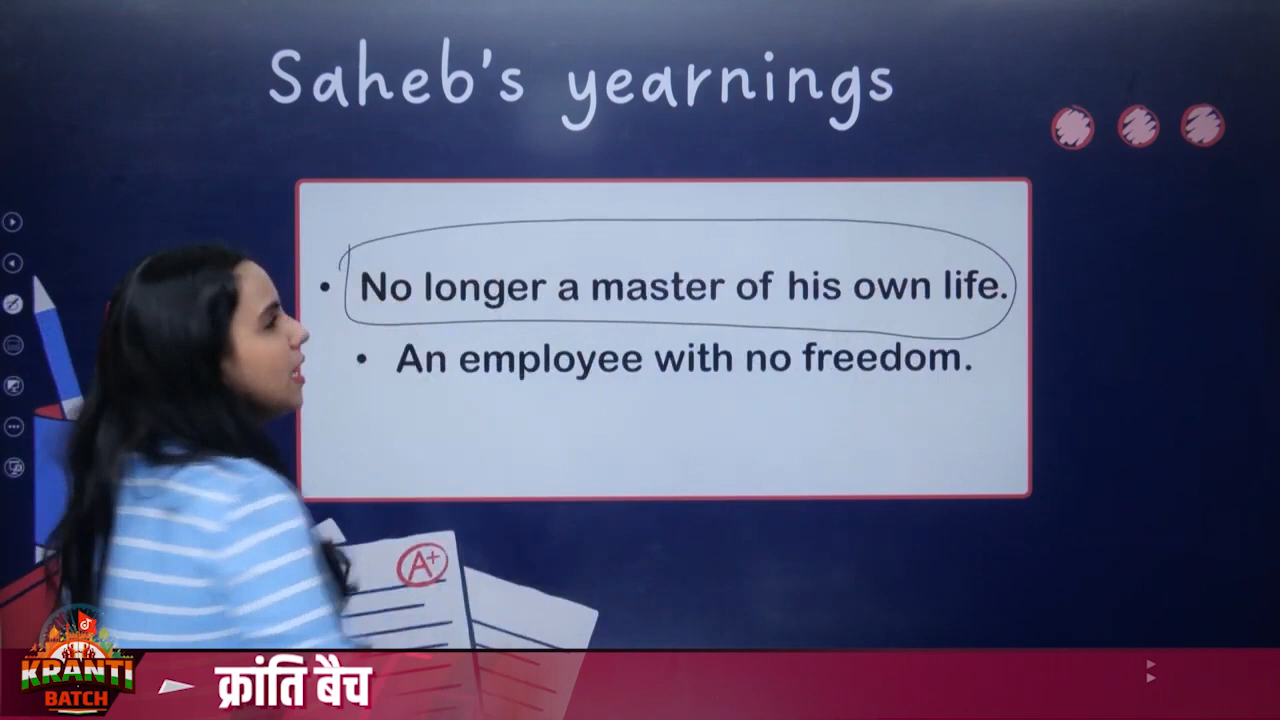 Saheb's yearnings
• No longer a master of his own life.
• An employee with no freedom.
A+
KRANTI
BATCH
क्रांति बैच